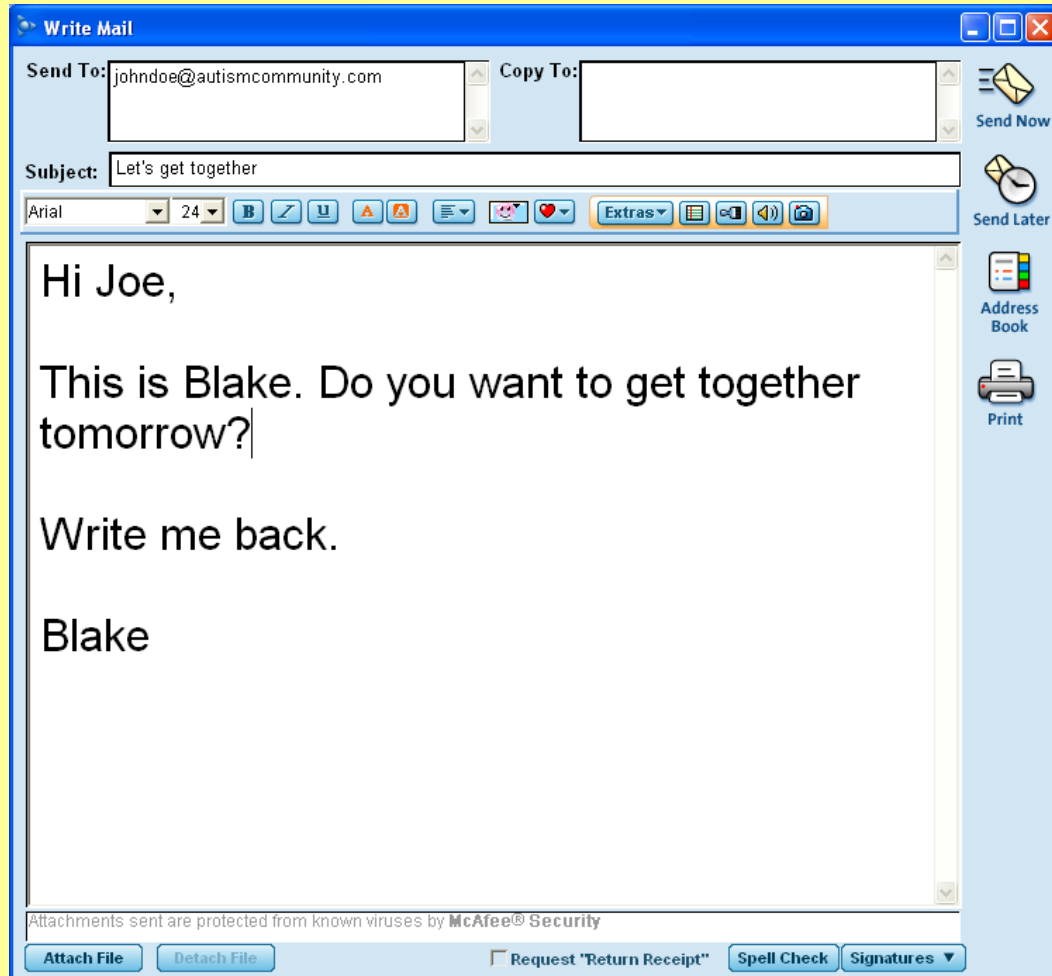 Write Mail
Send To: johndoe@autismcommunity.com Copy To:
Send Now
Subject: Let's get together
Arial 24 B I U A A Extras
Send Later
Hi Joe,
Address
Book
This is Blake. Do you want to get together
tomorrow?
Print
Write me back.
Blake
Attachments sent are protected from known viruses by McAfee® Security
Attach File Detach File Request "Return Receipt" Spell Check Signatures